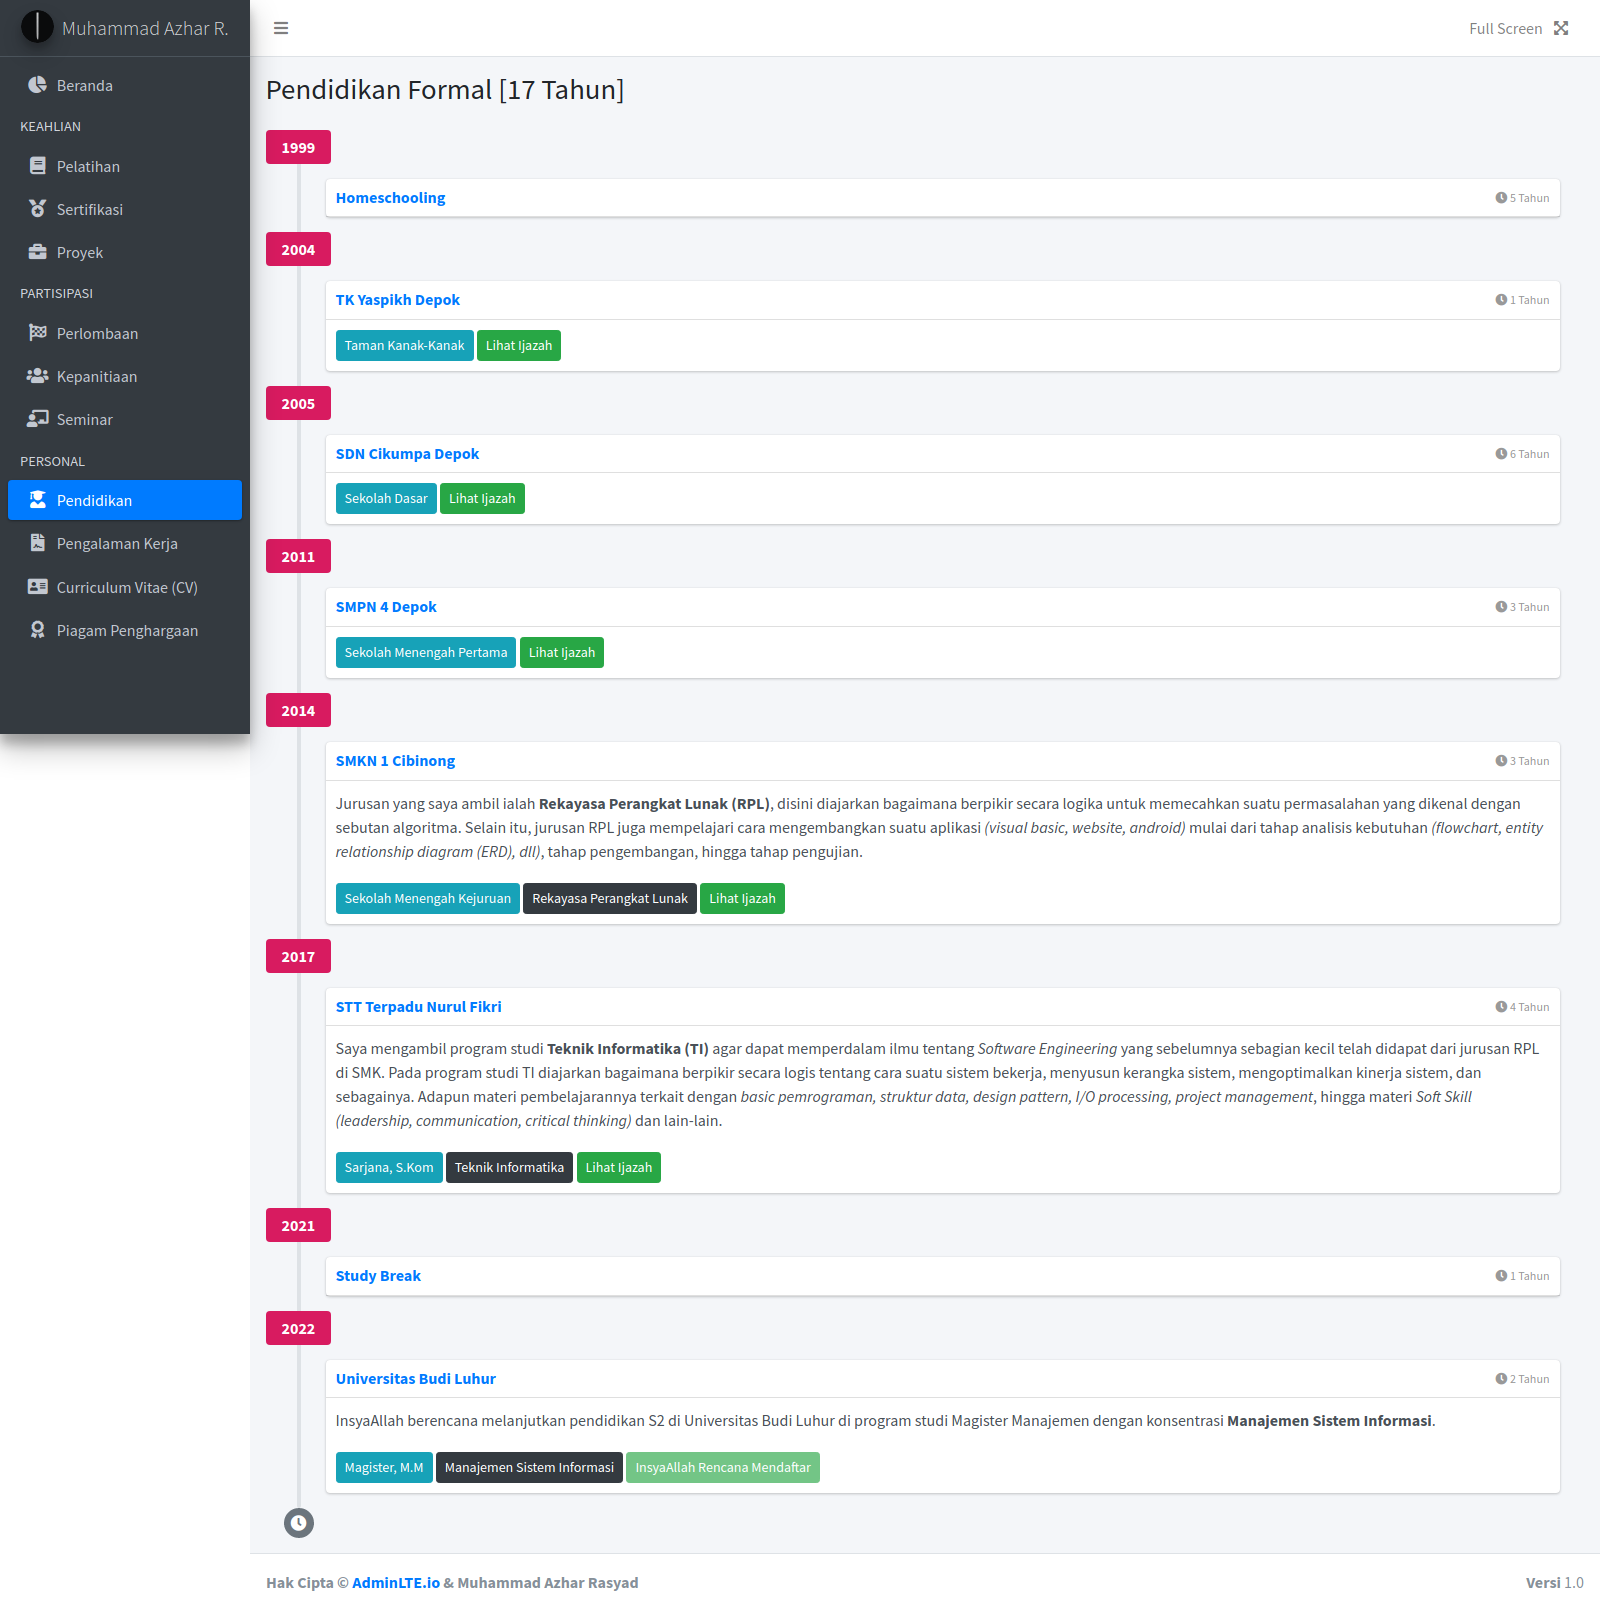 Muhammad Azhar R.
Full Screen
Beranda
KEAHLIAN
Pelatihan
Sertifikasi
Proyek
PARTISIPASI
Perlombaan
Kepanitiaan
Seminar
PERSONAL
Pendidikan
Pengalaman Kerja
Curriculum Vitae (CV)
Piagam Penghargaan
Pendidikan Formal [17 Tahun]
1999
Homeschooling
5 Tahun
2004
TK Yaspikh Depok
1 Tahun
Taman Kanak-Kanak Lihat Ijazah
2005
SDN Cikumpa Depok
6 Tahun
Sekolah Dasar Lihat Ijazah
2011
SMPN 4 Depok
3 Tahun
Sekolah Menengah Pertama Lihat Ijazah
2014
SMKN 1 Cibinong
3 Tahun
Jurusan yang saya ambil ialah Rekayasa Perangkat Lunak (RPL), disini diajarkan bagaimana berpikir secara logika untuk memecahkan suatu permasalahan yang dikenal dengan
sebutan algoritma. Selain itu, jurusan RPL juga mempelajari cara mengembangkan suatu aplikasi (visual basic, website, android) mulai dari tahap analisis kebutuhan (flowchart, entity
relationship diagram (ERD), dll), tahap pengembangan, hingga tahap pengujian.
Sekolah Menengah Kejuruan Rekayasa Perangkat Lunak Lihat Ijazah
2017
STT Terpadu Nurul Fikri
4 Tahun
Saya mengambil program studi Teknik Informatika (TI) agar dapat memperdalam ilmu tentang Software Engineering yang sebelumnya sebagian kecil telah didapat dari jurusan RPL
di SMK. Pada program studi TI diajarkan bagaimana berpikir secara logis tentang cara suatu sistem bekerja, menyusun kerangka sistem, mengoptimalkan kinerja sistem, dan
sebagainya. Adapun materi pembelajarannya terkait dengan basic pemrograman, struktur data, design pattern, I/O processing, project management, hingga materi Soft Skill
(leadership, communication, critical thinking) dan lain-lain.
Sarjana, S.Kom Teknik Informatika Lihat Ijazah
2021
Study Break
1 Tahun
2022
Universitas Budi Luhur
2 Tahun
InsyaAllah berencana melanjutkan pendidikan S2 di Universitas Budi Luhur di program studi Magister Manajemen dengan konsentrasi Manajemen Sistem Informasi.
Magister, M.M Manajemen Sistem Informasi InsyaAllah Rencana Mendaftar
Hak Cipta © AdminLTE.io & Muhammad Azhar Rasyad
Versi 1.0